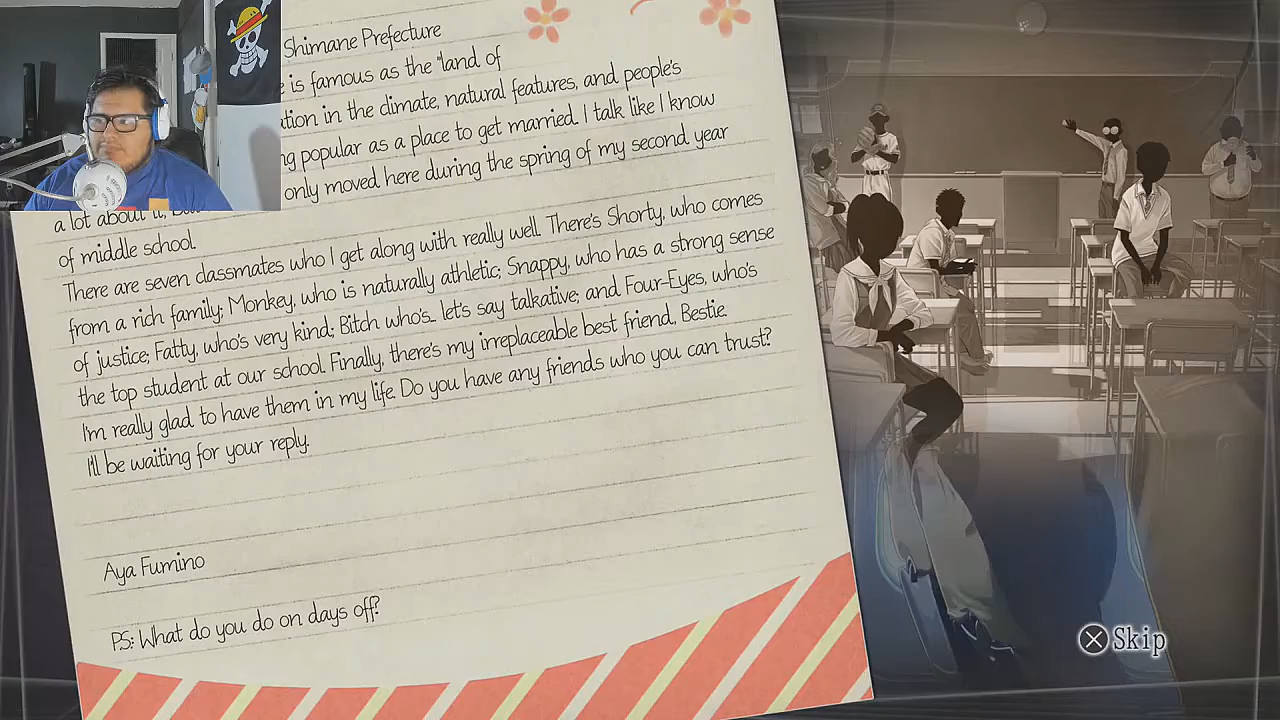 Shimane Prefecture
is famous as the "land of
in the climate, natural features, and people's
popular as a place to get married. I talk like I know
a lot about it, only moved here during the spring of my second year
of middle school.
There are seven classmates who I get along with really well. There's Shorty, who comes
from a rich family; Monkey, who is naturally athletic; Snappy, who has a strong sense
of justice; Fatty, who's very kind; Bitch who's... let's say talkative; and Four-Eyes, who's
the top student at our school. Finally, there's my irreplaceable best friend, Bestie.
I'm really glad to have them in my life. Do you have any friends who you can trust?
I'll be waiting for your reply.
Aya Fumino
PS: What do you do on days off?
Skip